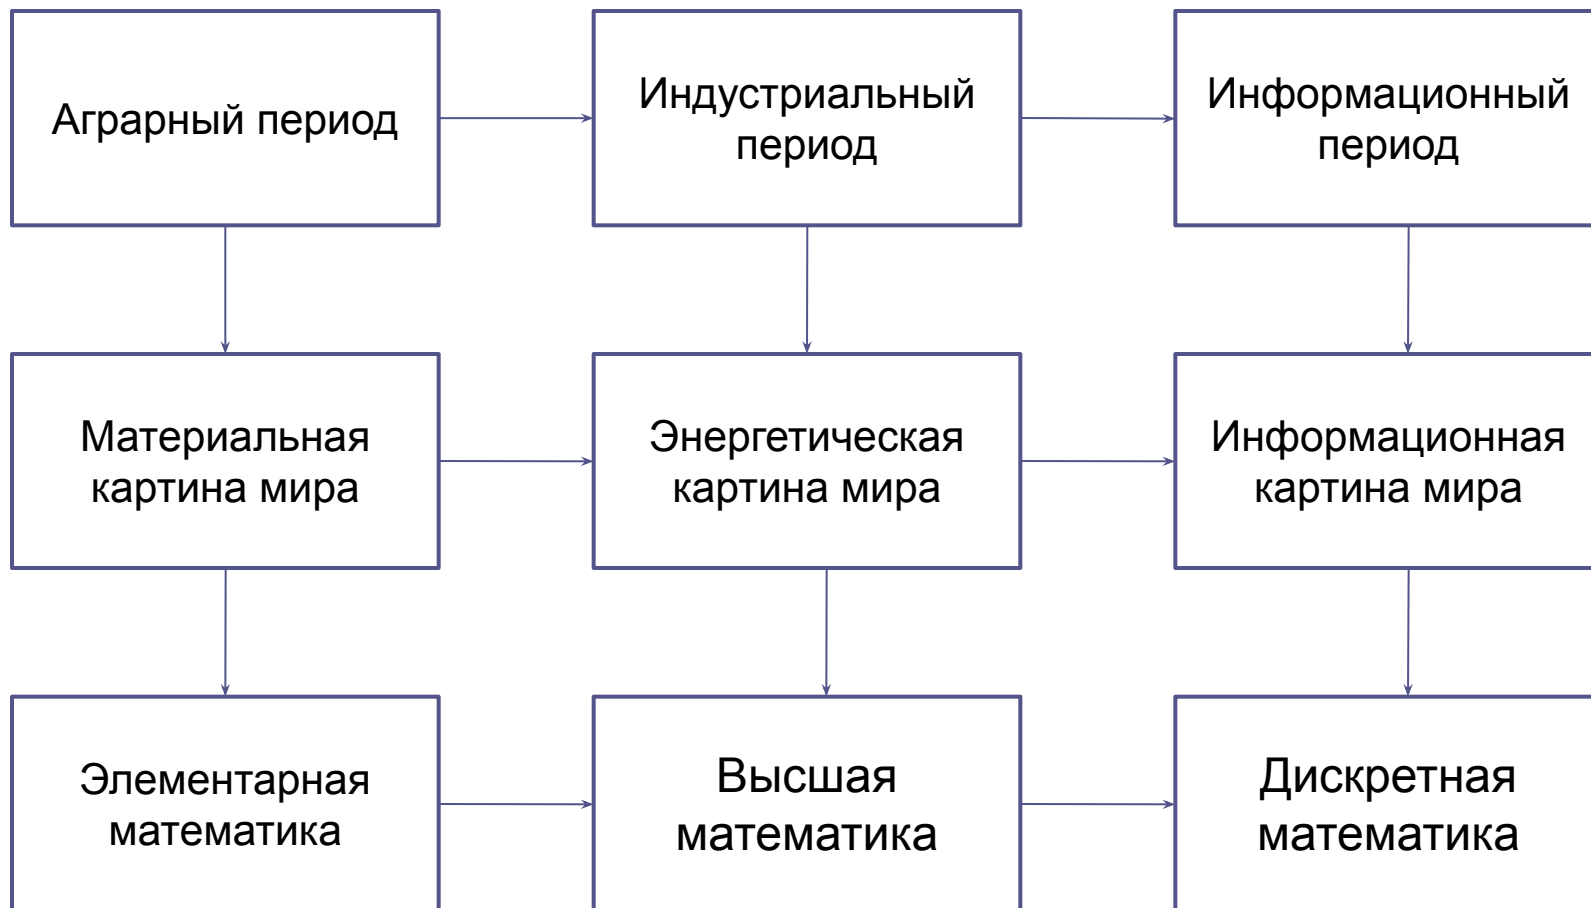 Аграрный период
Индустриальный
период
Информационный
период
Материальная
картина мира
Энергетическая
картина мира
Информационная
картина мира
Элементарная
математика
Высшая
математика
Дискретная
математика